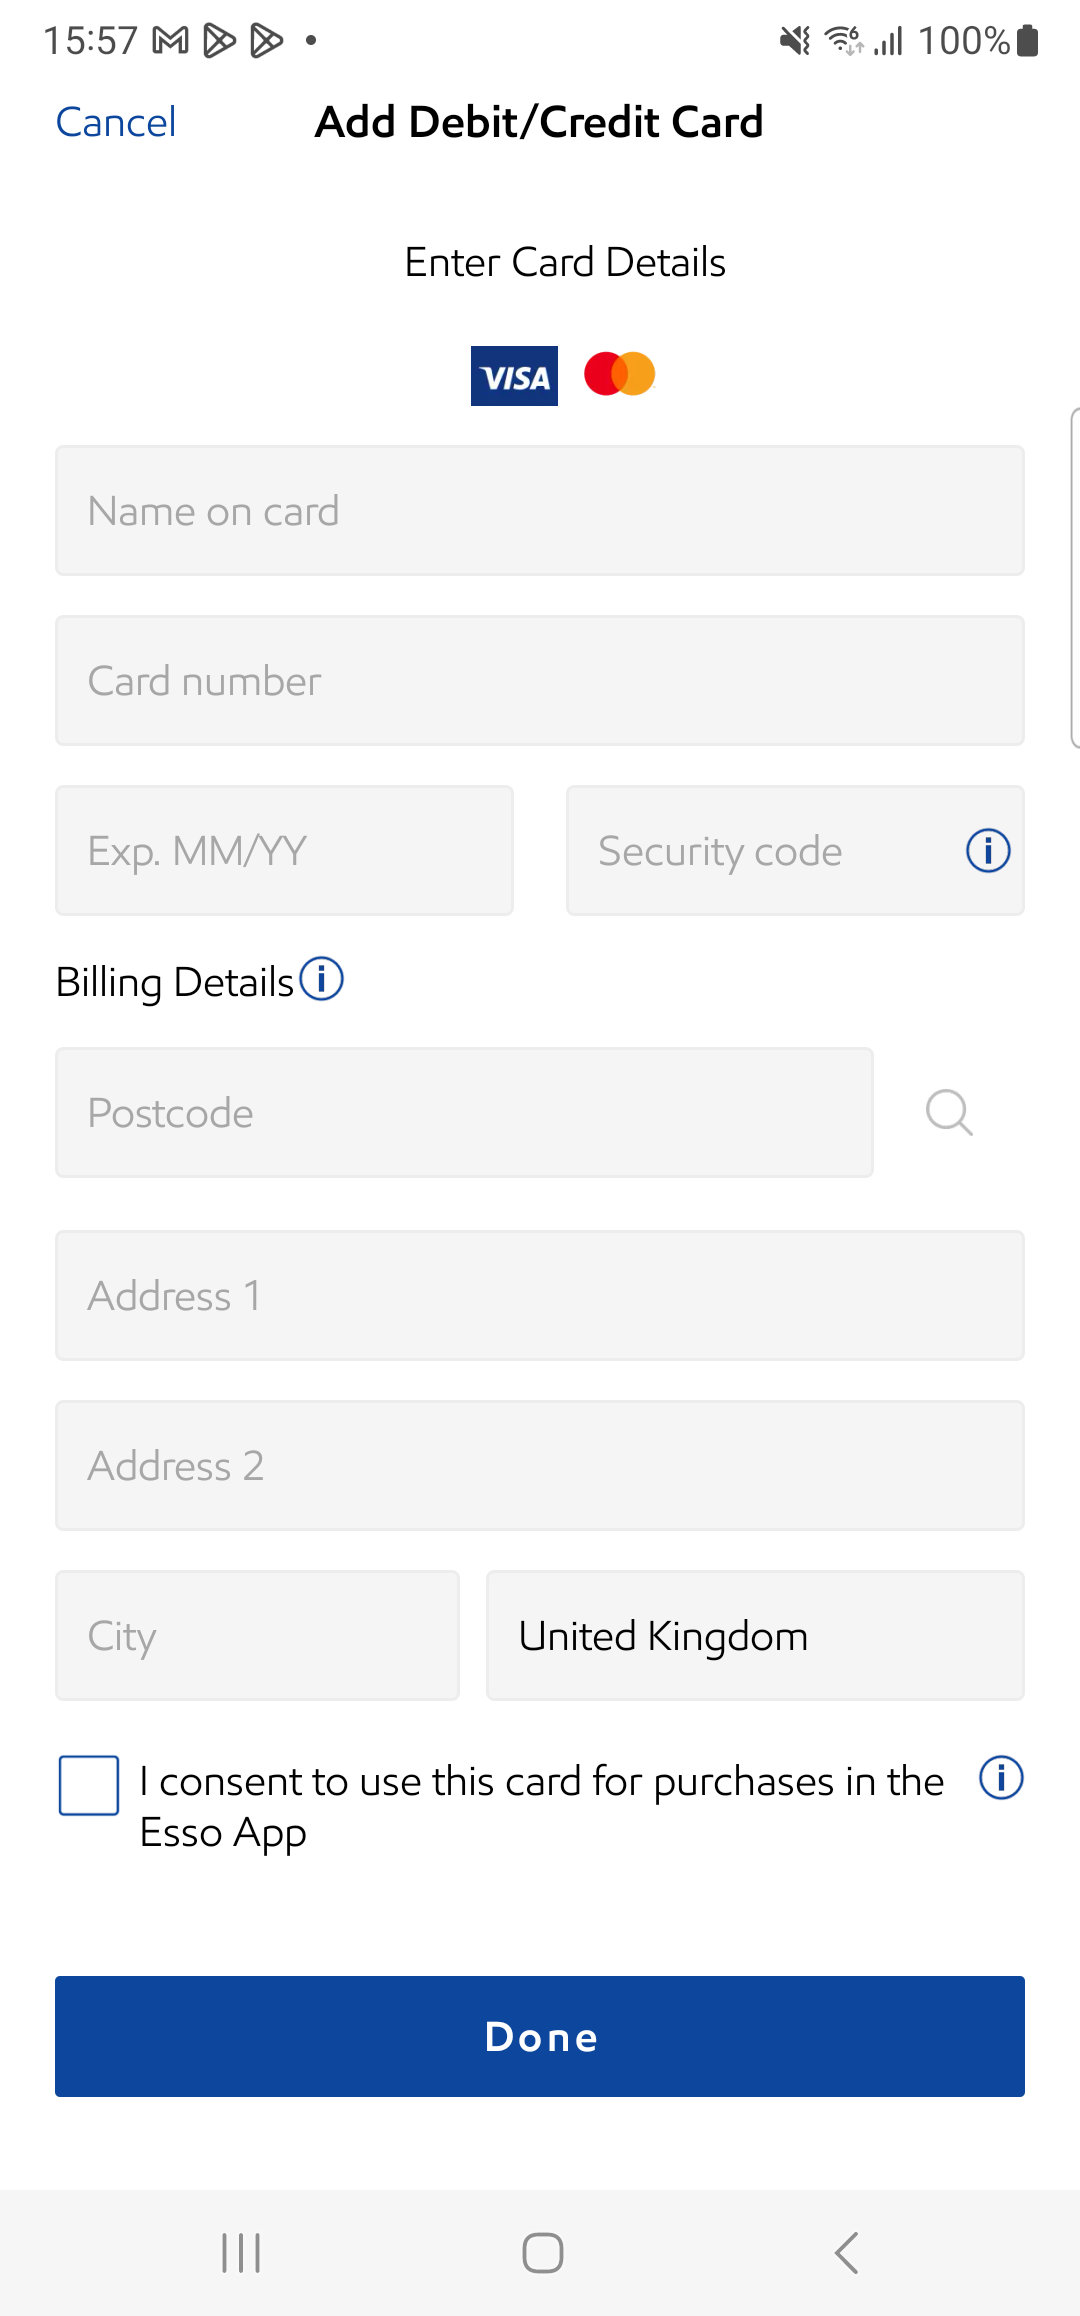 15:57 100%
Cancel Add Debit/Credit Card
Enter Card Details
VISA
Name on card
Card number
Exp. MM/YY Security code
Billing Details
Postcode
Address 1
Address 2
City United Kingdom
I consent to use this card for purchases in the
Esso App
Done